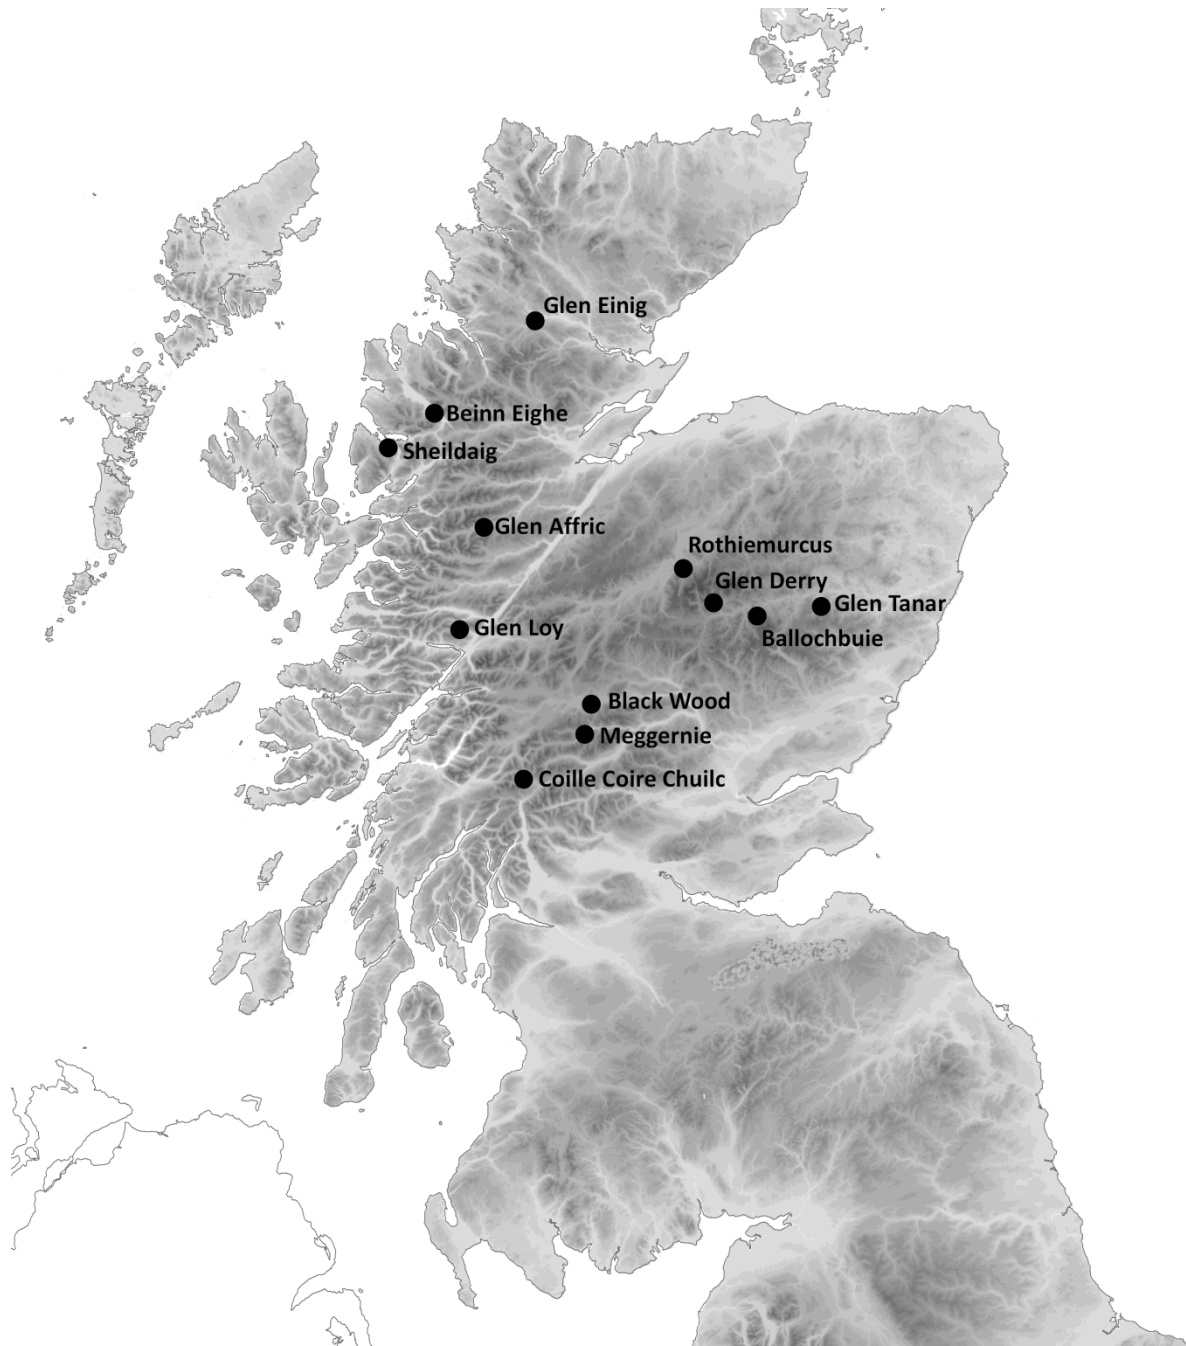 Glen Einig
Beinn Eighe
Sheildaig
Glen Affric
Rothiemurcus
Glen Derry
Glen Tanar
Glen Loy
Ballochbuie
Black Wood
Meggernie
Coille Coire Chuilc